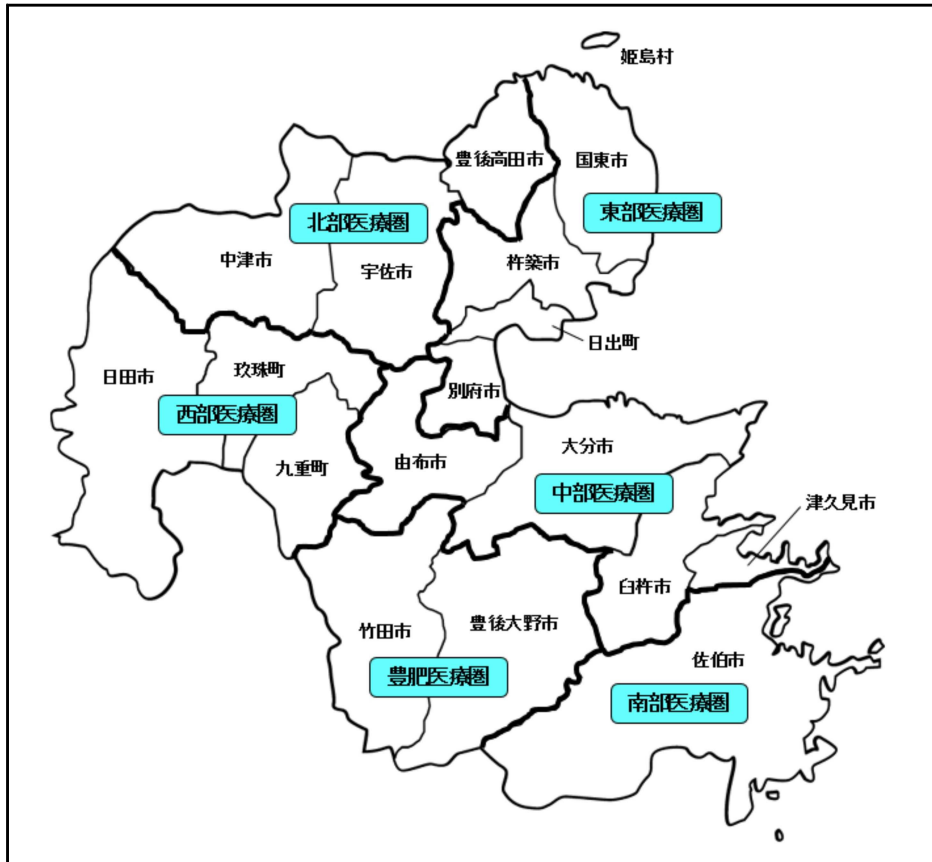 姫島村
豊後高田市
国東市
東部医療圏
北部医療圏
中津市
宇佐市
杵築市
日出町
日田市
玖珠町
別府市
西部医療圏
九重町
由布市
大分市
中部医療圏
津久見市
臼杵市
竹田市
豊後大野市
佐伯市
豊肥医療圏
南部医療圏